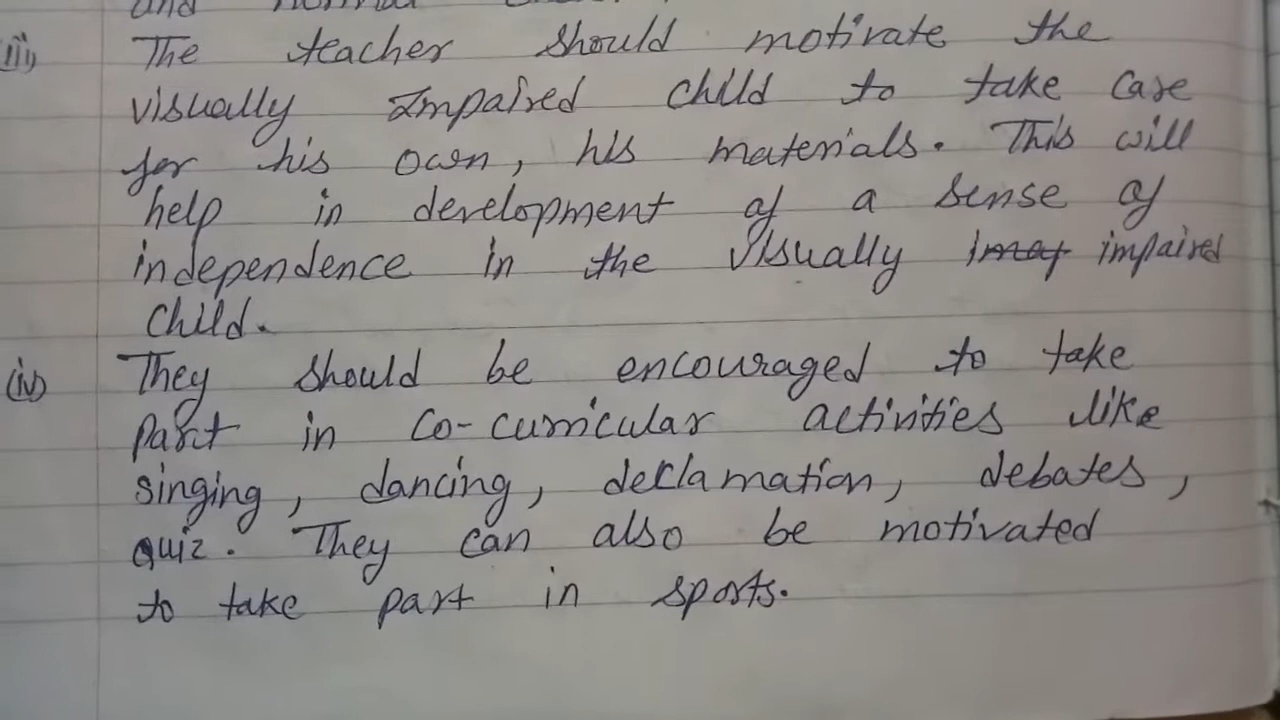 and normal
iii) The teacher should motivate the
visually Impaired child to take care
for his own, his materials. This will
help in development of a sense of
independence in the visually imay impaired
child.
(iv) They should be encouraged to take
part in co-curricular activities like
singing, dancing, declamation, debates,
quiz. They can also be motivated
to take part in sports.